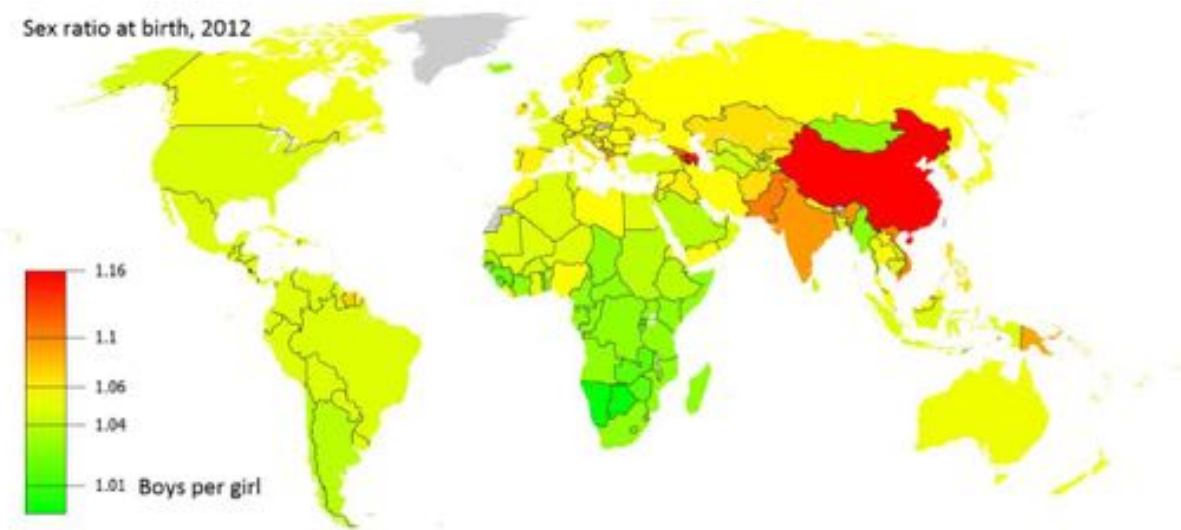 Sex ratio at birth, 2012
1.16
1.1
1.06
1.04
1.01
Boys per girl